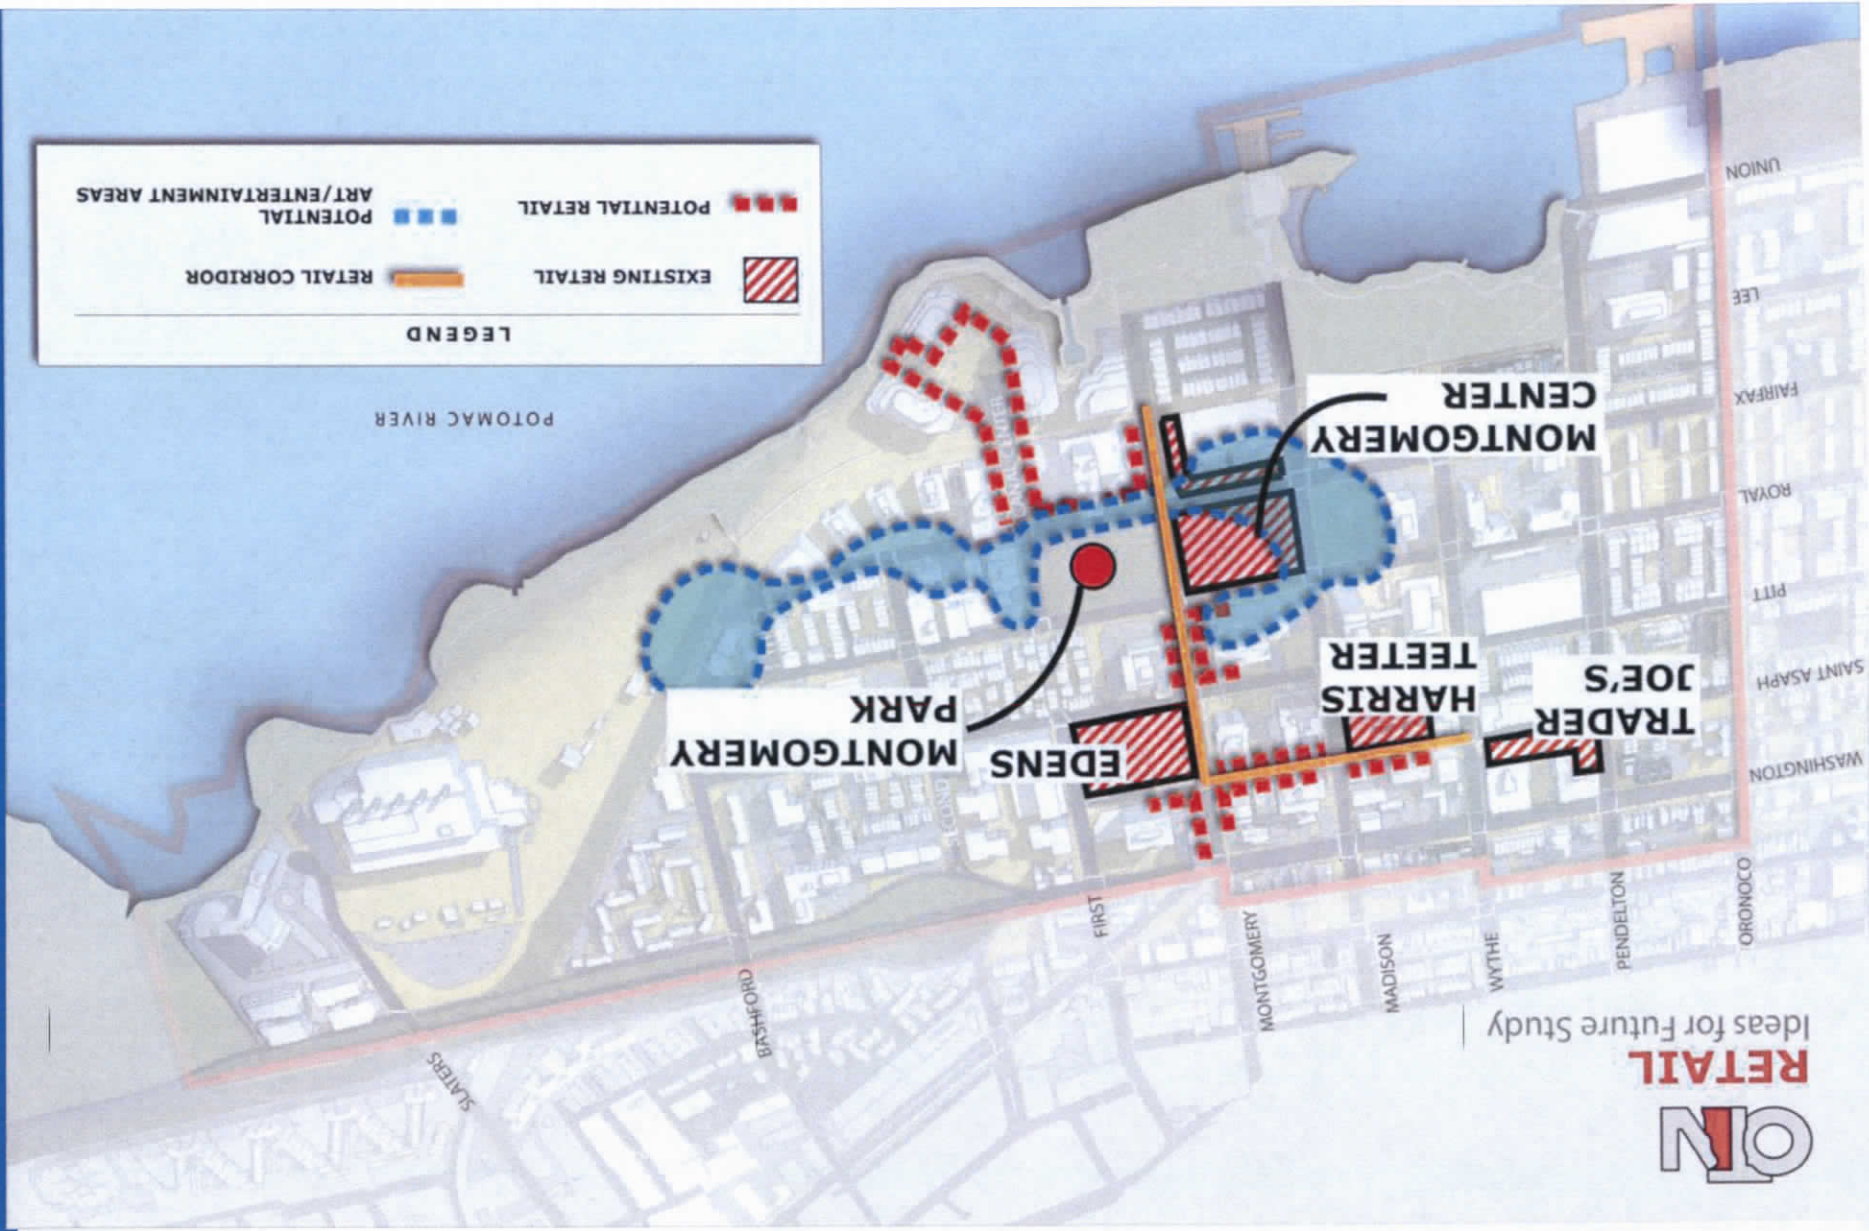 OTN
RETAIL
Ideas for Future Study
ORONOCO
PENDELTON
WYTHE
MADISON
MONTGOMERY
FIRST
BASHFORD
SLATERS
WASHINGTON
SAINT ASAPH
PITT
ROYAL
FAIRFAX
LEE
UNION
TRADER
JOE'S
HARRIS
TEETER
EDENS
MONTGOMERY
PARK
MONTGOMERY
CENTER
POTOMAC RIVER
LEGEND
EXISTING RETAIL
RETAIL CORRIDOR
POTENTIAL RETAIL
POTENTIAL
ART/ENTERTAINMENT AREAS